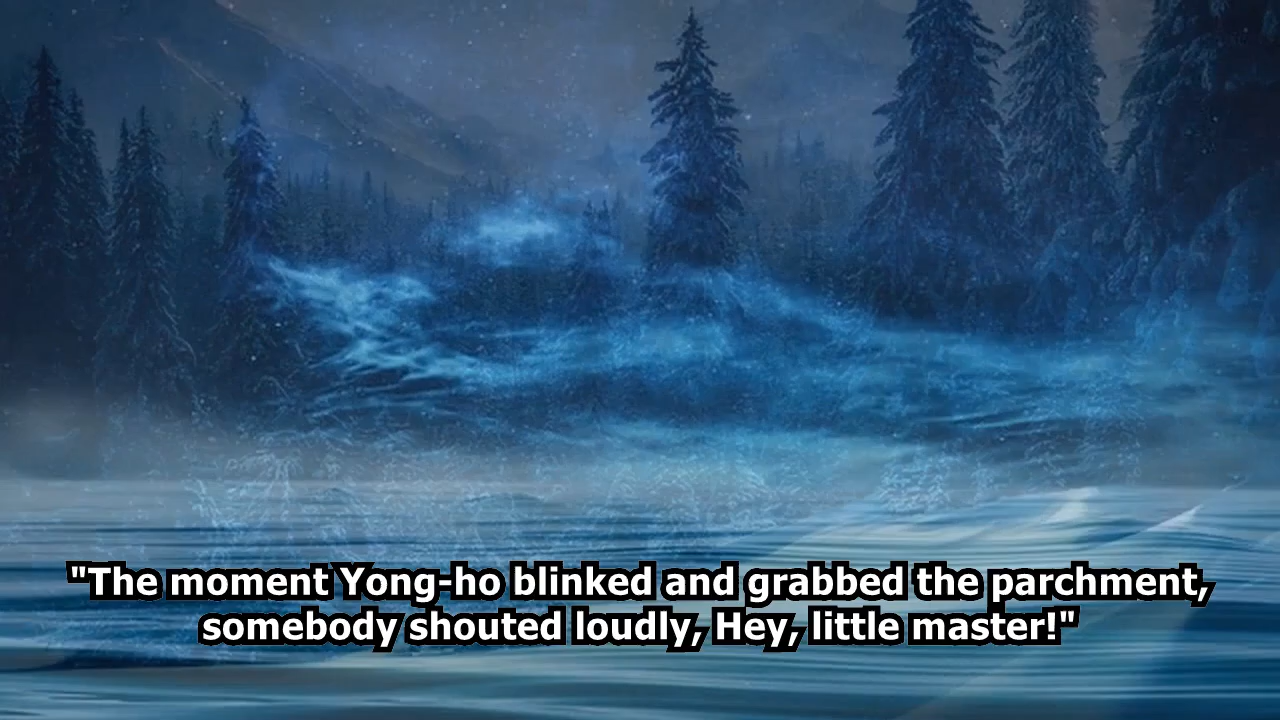 "The moment Yong-ho blinked and grabbed the parchment,
somebody shouted loudly, Hey, little master!"